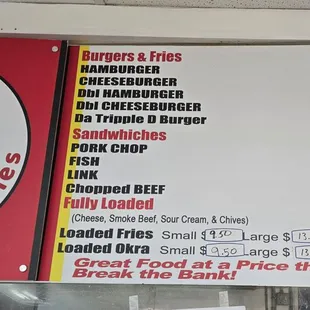 Burgers & Fries
HAMBURGER
CHEESEBURGER
Dbl HAMBURGER
Dbl CHEESEBURGER
Da Tripple D Burger
Sandwhiches
PORK CHOP
FISH
LINK
Chopped BEEF
Fully Loaded
(Cheese, Smoke Beef, Sour Cream, & Chives)
Loaded Fries Small $ 9.50 Large $ 13.
Loaded Okra Small $ 9.50 Large $ 13
Great Food at a Price th
Break the Bank!